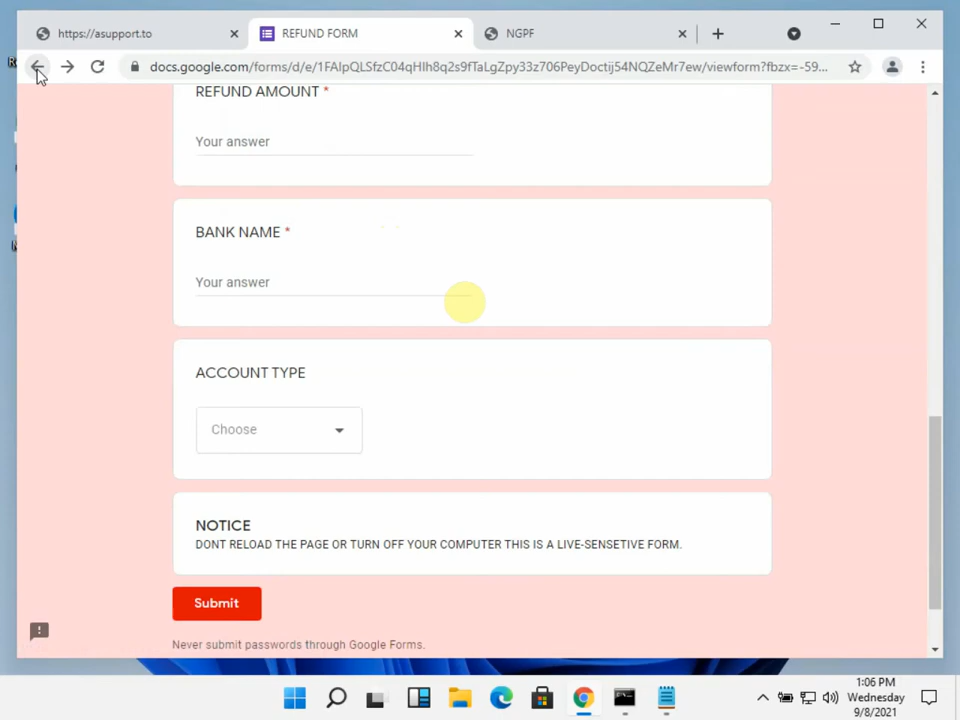 https://asupport.to
REFUND FORM
NGPF
docs.google.com/forms/d/e/1FAIpQLSfzC04qHIh8q2s9fTaLgZpy33z706PeyDoctij54NQZeMr7ew/viewform?fbzx=-59...
REFUND AMOUNT *
Your answer
BANK NAME *
Your answer
ACCOUNT TYPE
Choose
NOTICE
DONT RELOAD THE PAGE OR TURN OFF YOUR COMPUTER THIS IS A LIVE-SENSETIVE FORM.
Submit
Never submit passwords through Google Forms.
1:06 PM
Wednesday
9/8/2021